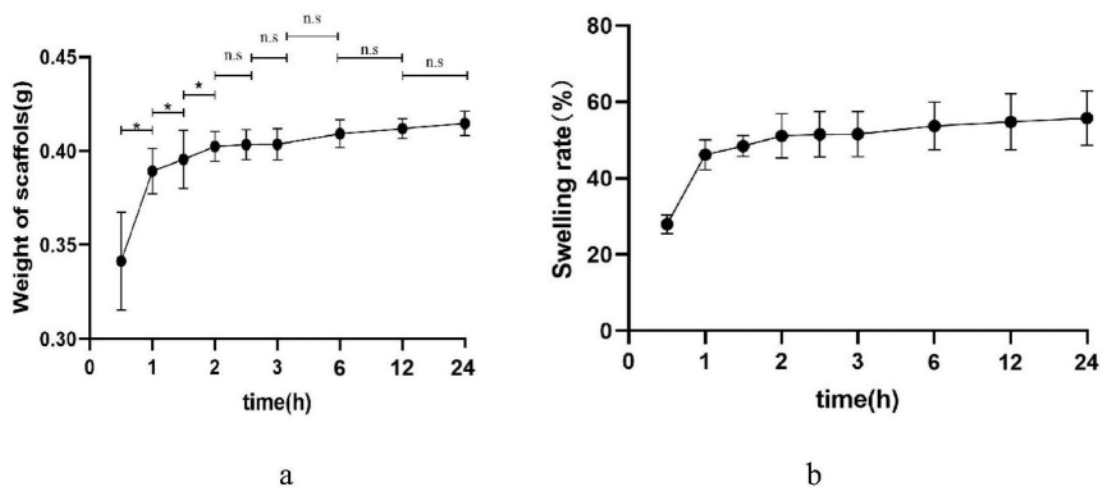 n.s
n.s
n.s
n.s
n.s
*
*
*
0.45
0.40
0.35
0.30
Weight of scaffols(g)
0 1 2 3 6 12 24
time(h)
a
80
60
40
20
0
Swelling rate (%)
0 1 2 3 6 12 24
time(h)
b